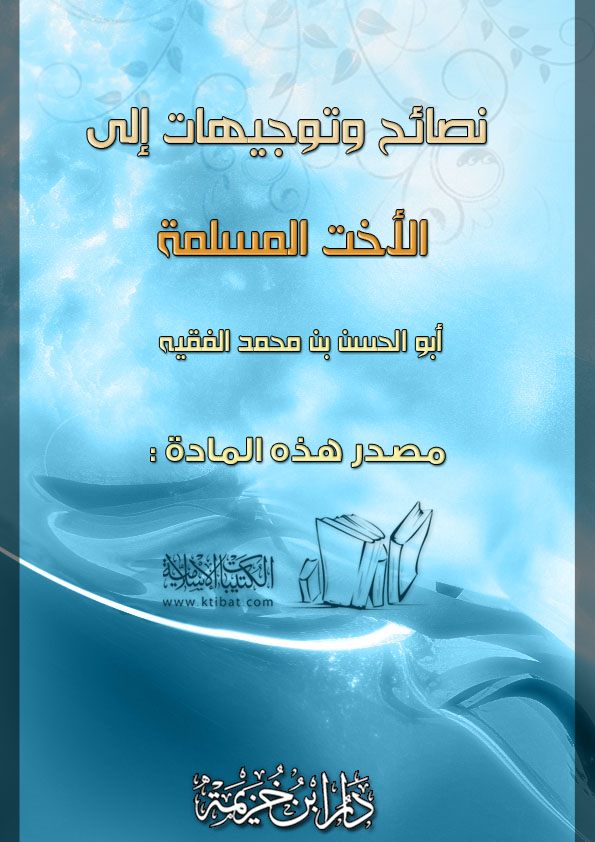 نصائح وتوجيهات إلى
الأخت المسلمة
أبو الحسن بن محمد الفقيه
مصدر هذه المادة :
الكتيبات الإسلامية
www.ktibat.com
دار ابن خزيمة